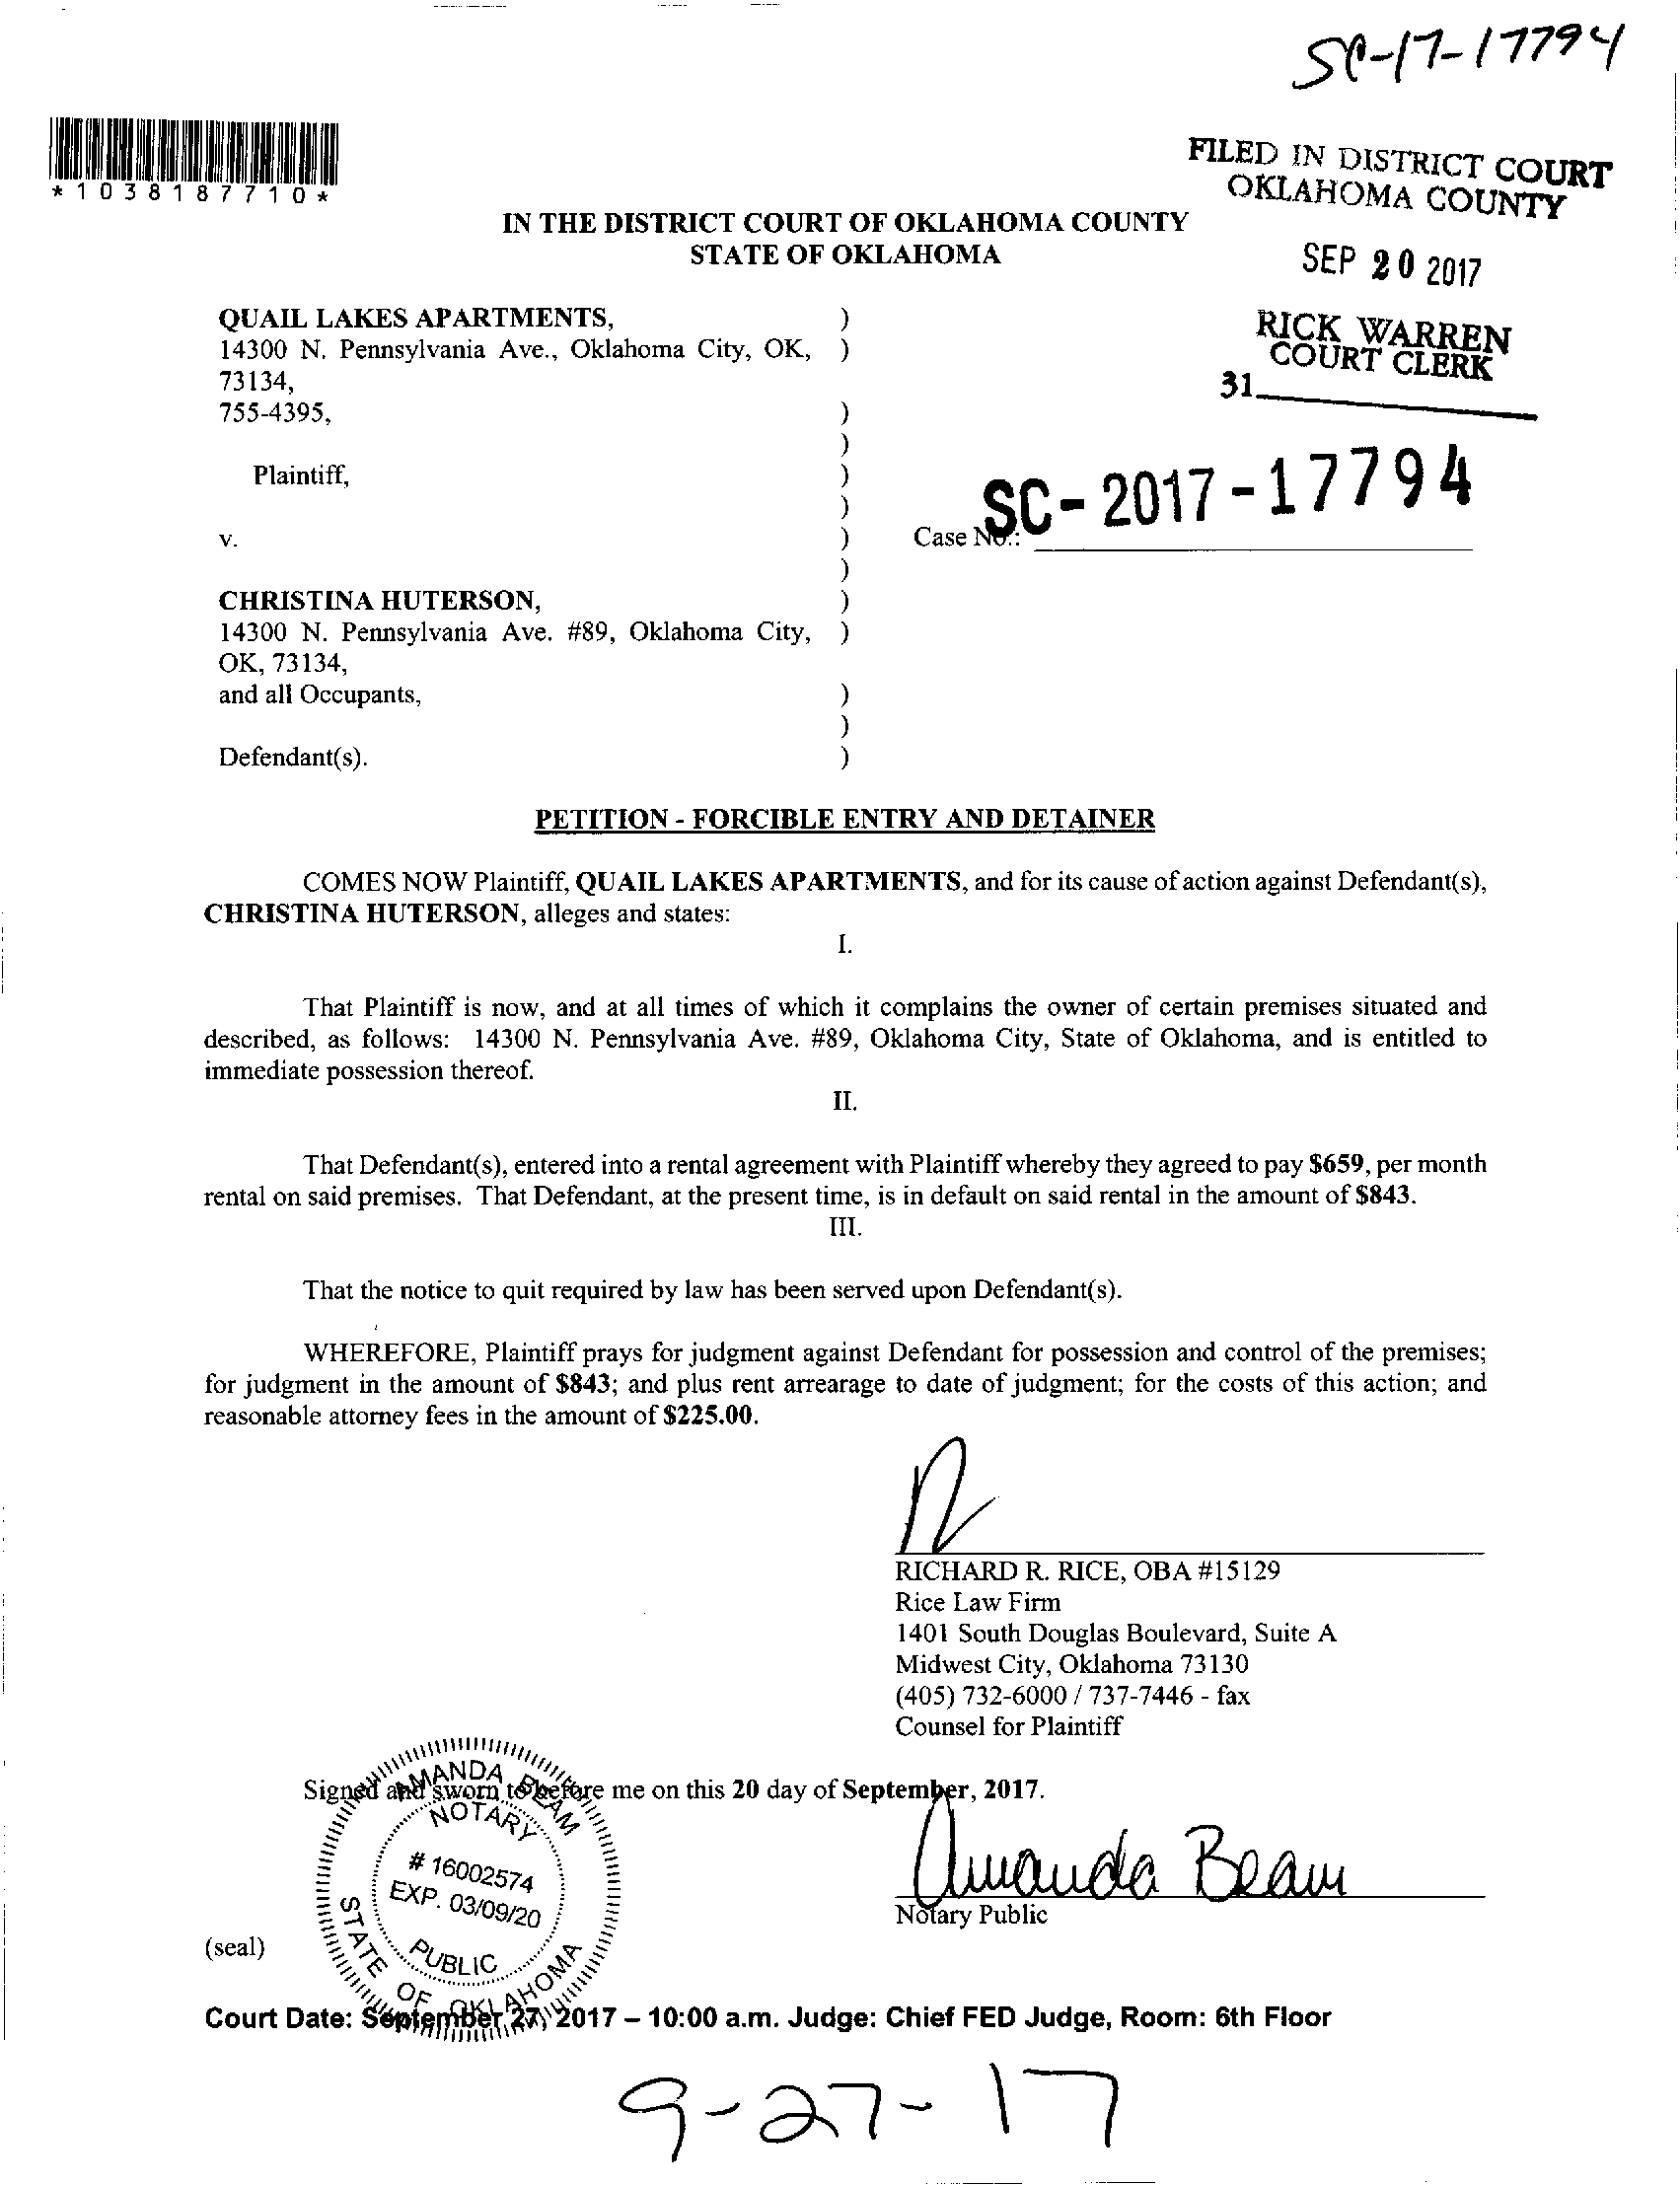 SC-17-17794
*1038187710*
FILED IN DISTRICT COURT
OKLAHOMA COUNTY
IN THE DISTRICT COURT OF OKLAHOMA COUNTY
STATE OF OKLAHOMA
SEP 20 2017
RICK WARREN
COURT CLERK
31
QUAIL LAKES APARTMENTS, )
14300 N. Pennsylvania Ave., Oklahoma City, OK, )
73134,
755-4395, )
)
Plaintiff, )
)
v. ) Case No.: SC-2017-17794
)
CHRISTINA HUTERSON, )
14300 N. Pennsylvania Ave. #89, Oklahoma City, )
OK, 73134,
and all Occupants, )
)
Defendant(s). )
PETITION - FORCIBLE ENTRY AND DETAINER
COMES NOW Plaintiff, QUAIL LAKES APARTMENTS, and for its cause of action against Defendant(s),
CHRISTINA HUTERSON, alleges and states:
I.
That Plaintiff is now, and at all times of which it complains the owner of certain premises situated and
described, as follows: 14300 N. Pennsylvania Ave. #89, Oklahoma City, State of Oklahoma, and is entitled to
immediate possession thereof.
II.
That Defendant(s), entered into a rental agreement with Plaintiff whereby they agreed to pay $659, per month
rental on said premises. That Defendant, at the present time, is in default on said rental in the amount of $843.
III.
That the notice to quit required by law has been served upon Defendant(s).
WHEREFORE, Plaintiff prays for judgment against Defendant for possession and control of the premises;
for judgment in the amount of $843; and plus rent arrearage to date of judgment; for the costs of this action; and
reasonable attorney fees in the amount of $225.00.
RICHARD R. RICE, OBA #15129
Rice Law Firm
1401 South Douglas Boulevard, Suite A
Midwest City, Oklahoma 73130
(405) 732-6000 / 737-7446 - fax
Counsel for Plaintiff
Signed and sworn to before me on this 20 day of September, 2017.
AMANDA BEAM
NOTARY
# 16002574
EXP. 03/09/20
PUBLIC
STATE OF OKLAHOMA
Amanda Beam
Notary Public
(seal)
Court Date: September 27, 2017 – 10:00 a.m. Judge: Chief FED Judge, Room: 6th Floor
9-27-17